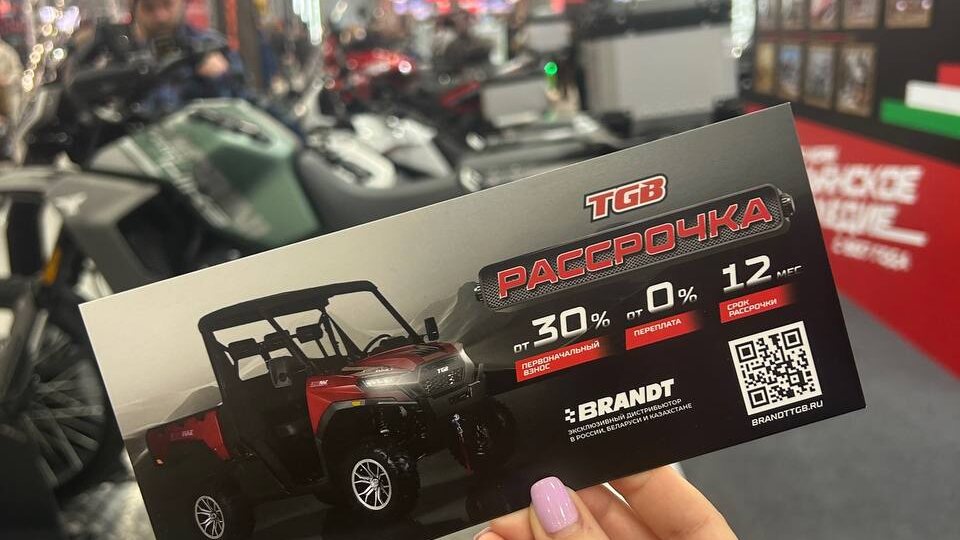 TGB
РАССРОЧКА
ОТ 30 %
ПЕРВОНАЧАЛЬНЫЙ
ВЗНОС
ОТ 0 %
ПЕРЕПЛАТА
12 МЕС
СРОК
РАССРОЧКИ
BRANDT
ЭКСКЛЮЗИВНЫЙ ДИСТРИБЬЮТОР
В РОССИИ, БЕЛАРУСИ И КАЗАХСТАНЕ
BRANDTTGB.RU
TGB